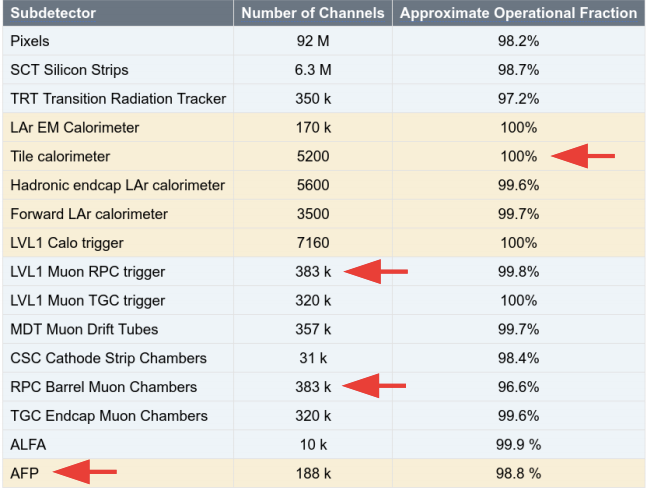 Subdetector Number of Channels Approximate Operational Fraction
Pixels 92 M 98.2%
SCT Silicon Strips 6.3 M 98.7%
TRT Transition Radiation Tracker 350 k 97.2%
LAr EM Calorimeter 170 k 100%
Tile calorimeter 5200 100%
Hadronic endcap LAr calorimeter 5600 99.6%
Forward LAr calorimeter 3500 99.7%
LVL1 Calo trigger 7160 100%
LVL1 Muon RPC trigger 383 k 99.8%
LVL1 Muon TGC trigger 320 k 100%
MDT Muon Drift Tubes 357 k 99.7%
CSC Cathode Strip Chambers 31 k 98.4%
RPC Barrel Muon Chambers 383 k 96.6%
TGC Endcap Muon Chambers 320 k 99.6%
ALFA 10 k 99.9 %
AFP 188 k 98.8 %